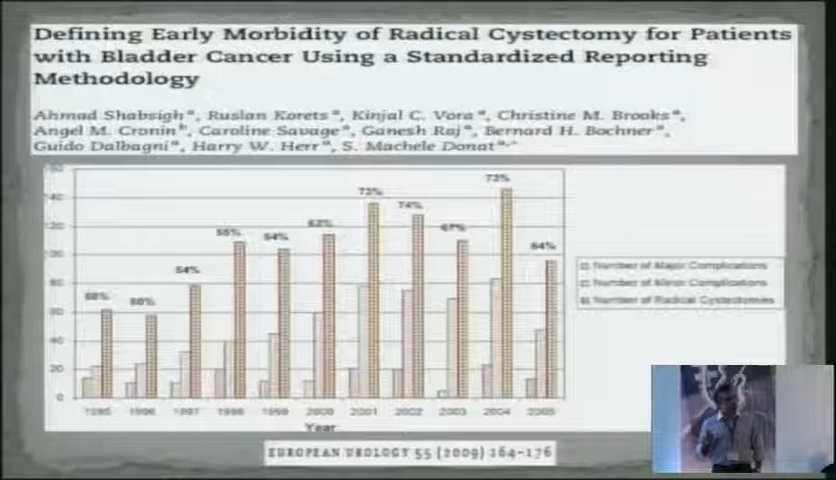 Defining Early Morbidity of Radical Cystectomy for Patients
with Bladder Cancer Using a Standardized Reporting
Methodology
Ahmad Shabsigh a, Ruslan Korets a, Kinjal C. Vora a, Christine M. Brooks a,
Angel M. Cronin b, Caroline Savage a, Ganesh Raj a, Bernard H. Bochner a,
Guido Dalbagni a, Harry W. Herr a, S. Machele Donat a,*
160
140
120
100
80
60
40
20
0
54%
64%
63%
73%
74%
67%
73%
64%
Number of Major Complications
Number of Minor Complications
Number of Radical Cystectomies
1995 1996 1997 1998 1999 2000 2001 2002 2003 2004 2005
Year
EUROPEAN UROLOGY 55 (2009) 164–176